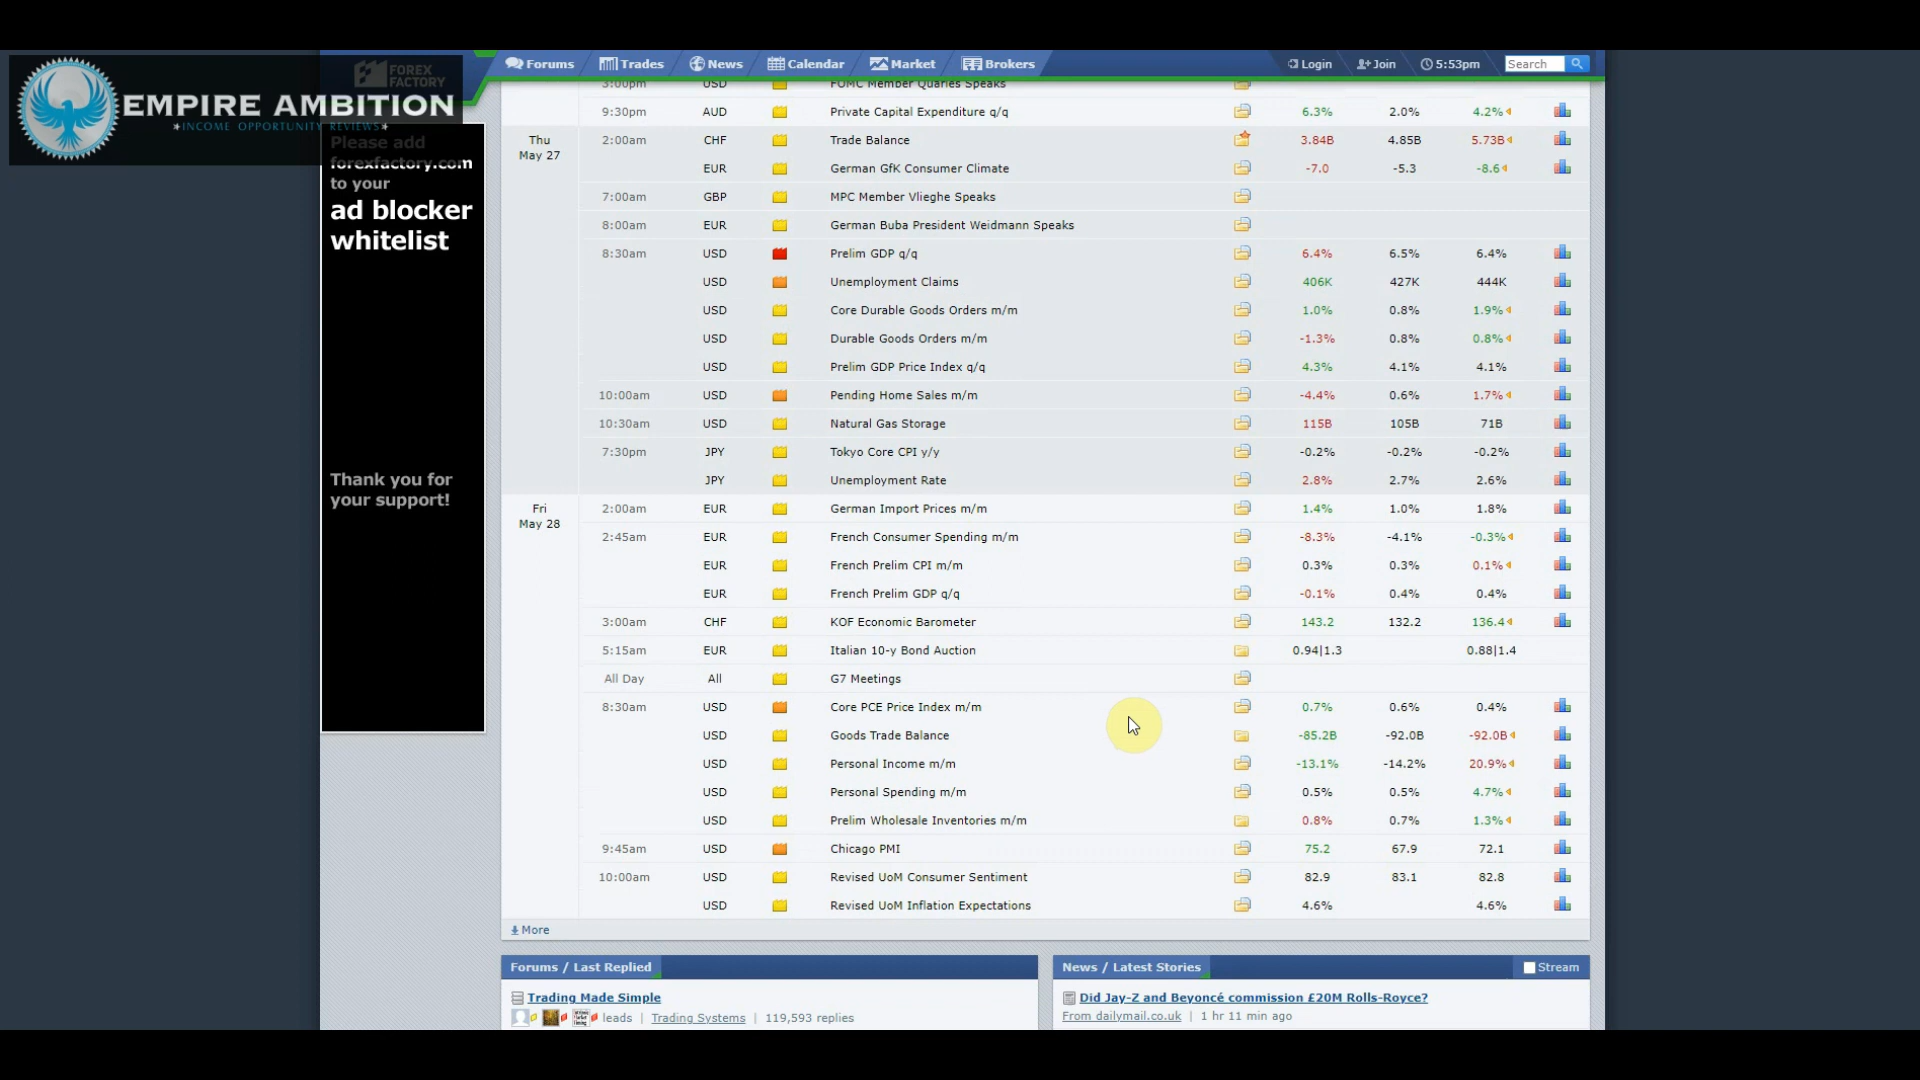 FOREX
FACTORY
Forums Trades News Calendar Market Brokers Login Join 5:53pm Search
EMPIRE AMBITION
★INCOME OPPORTUNITY REVIEWS★
Please add
forexfactory.com
to your
ad blocker
whitelist
Thank you for
your support!
3:00pm USD FOMC Member Quarles Speaks
9:30pm AUD Private Capital Expenditure q/q 6.3% 2.0% 4.2%
Thu
May 27
2:00am CHF Trade Balance 3.84B 4.85B 5.73B
EUR German GfK Consumer Climate -7.0 -5.3 -8.6
7:00am GBP MPC Member Vlieghe Speaks
8:00am EUR German Buba President Weidmann Speaks
8:30am USD Prelim GDP q/q 6.4% 6.5% 6.4%
USD Unemployment Claims 406K 427K 444K
USD Core Durable Goods Orders m/m 1.0% 0.8% 1.9%
USD Durable Goods Orders m/m -1.3% 0.8% 0.8%
USD Prelim GDP Price Index q/q 4.3% 4.1% 4.1%
10:00am USD Pending Home Sales m/m -4.4% 0.6% 1.7%
10:30am USD Natural Gas Storage 115B 105B 71B
7:30pm JPY Tokyo Core CPI y/y -0.2% -0.2% -0.2%
JPY Unemployment Rate 2.8% 2.7% 2.6%
Fri
May 28
2:00am EUR German Import Prices m/m 1.4% 1.0% 1.8%
2:45am EUR French Consumer Spending m/m -8.3% -4.1% -0.3%
EUR French Prelim CPI m/m 0.3% 0.3% 0.1%
EUR French Prelim GDP q/q -0.1% 0.4% 0.4%
3:00am CHF KOF Economic Barometer 143.2 132.2 136.4
5:15am EUR Italian 10-y Bond Auction 0.94|1.3 0.88|1.4
All Day All G7 Meetings
8:30am USD Core PCE Price Index m/m 0.7% 0.6% 0.4%
USD Goods Trade Balance -85.2B -92.0B -92.0B
USD Personal Income m/m -13.1% -14.2% 20.9%
USD Personal Spending m/m 0.5% 0.5% 4.7%
USD Prelim Wholesale Inventories m/m 0.8% 0.7% 1.3%
9:45am USD Chicago PMI 75.2 67.9 72.1
10:00am USD Revised UoM Consumer Sentiment 82.9 83.1 82.8
USD Revised UoM Inflation Expectations 4.6% 4.6%
More
Forums / Last Replied
Trading Made Simple
leads | Trading Systems | 119,593 replies
News / Latest Stories Stream
Did Jay-Z and Beyoncé commission £20M Rolls-Royce?
From dailymail.co.uk | 1 hr 11 min ago